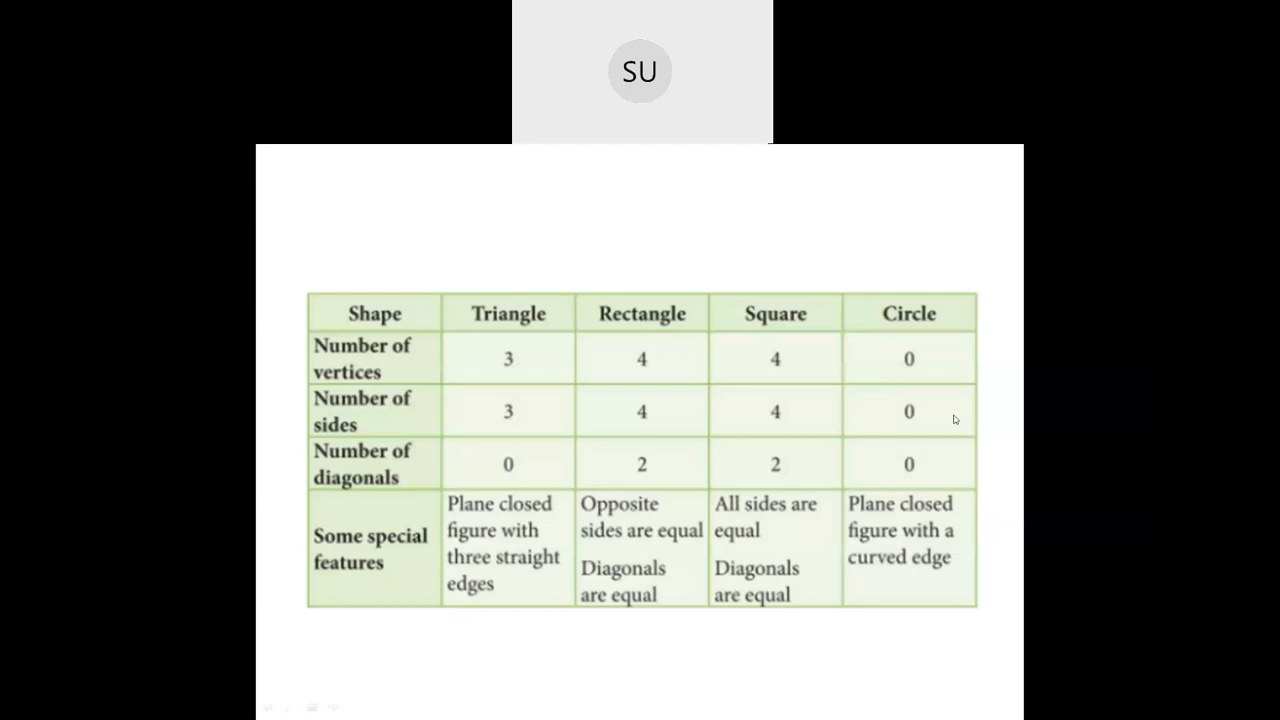 SU
Shape Triangle Rectangle Square Circle
Number of
vertices 3 4 4 0
Number of
sides 3 4 4 0
Number of
diagonals 0 2 2 0
Some special
features
Plane closed
figure with
three straight
edges
Opposite
sides are equal
Diagonals
are equal
All sides are
equal
Diagonals
are equal
Plane closed
figure with a
curved edge